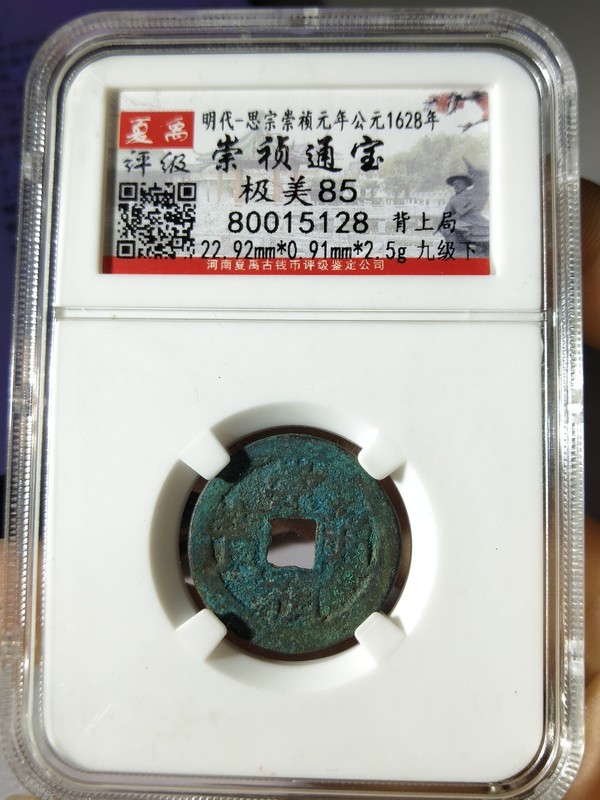 夏禹
评级
明代-思宗崇祯元年公元1628年
崇祯通宝
极美85
80015128 背上局
22.92mm*0.91mm*2.5g 九级下
河南夏禹古钱币评级鉴定公司